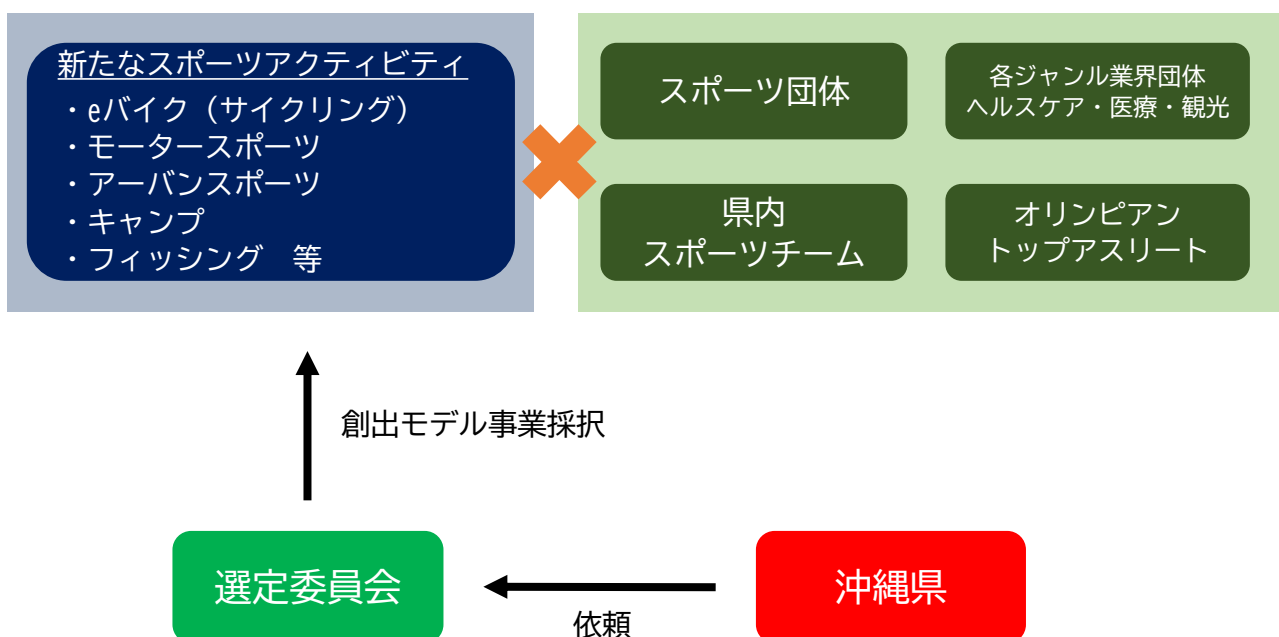 新たなスポーツアクティビティ
・eバイク（サイクリング）
・モータースポーツ
・アーバンスポーツ
・キャンプ
・フィッシング　等
スポーツ団体
各ジャンル業界団体
ヘルスケア・医療・観光
県内
スポーツチーム
オリンピアン
トップアスリート
創出モデル事業採択
選定委員会
沖縄県
依頼